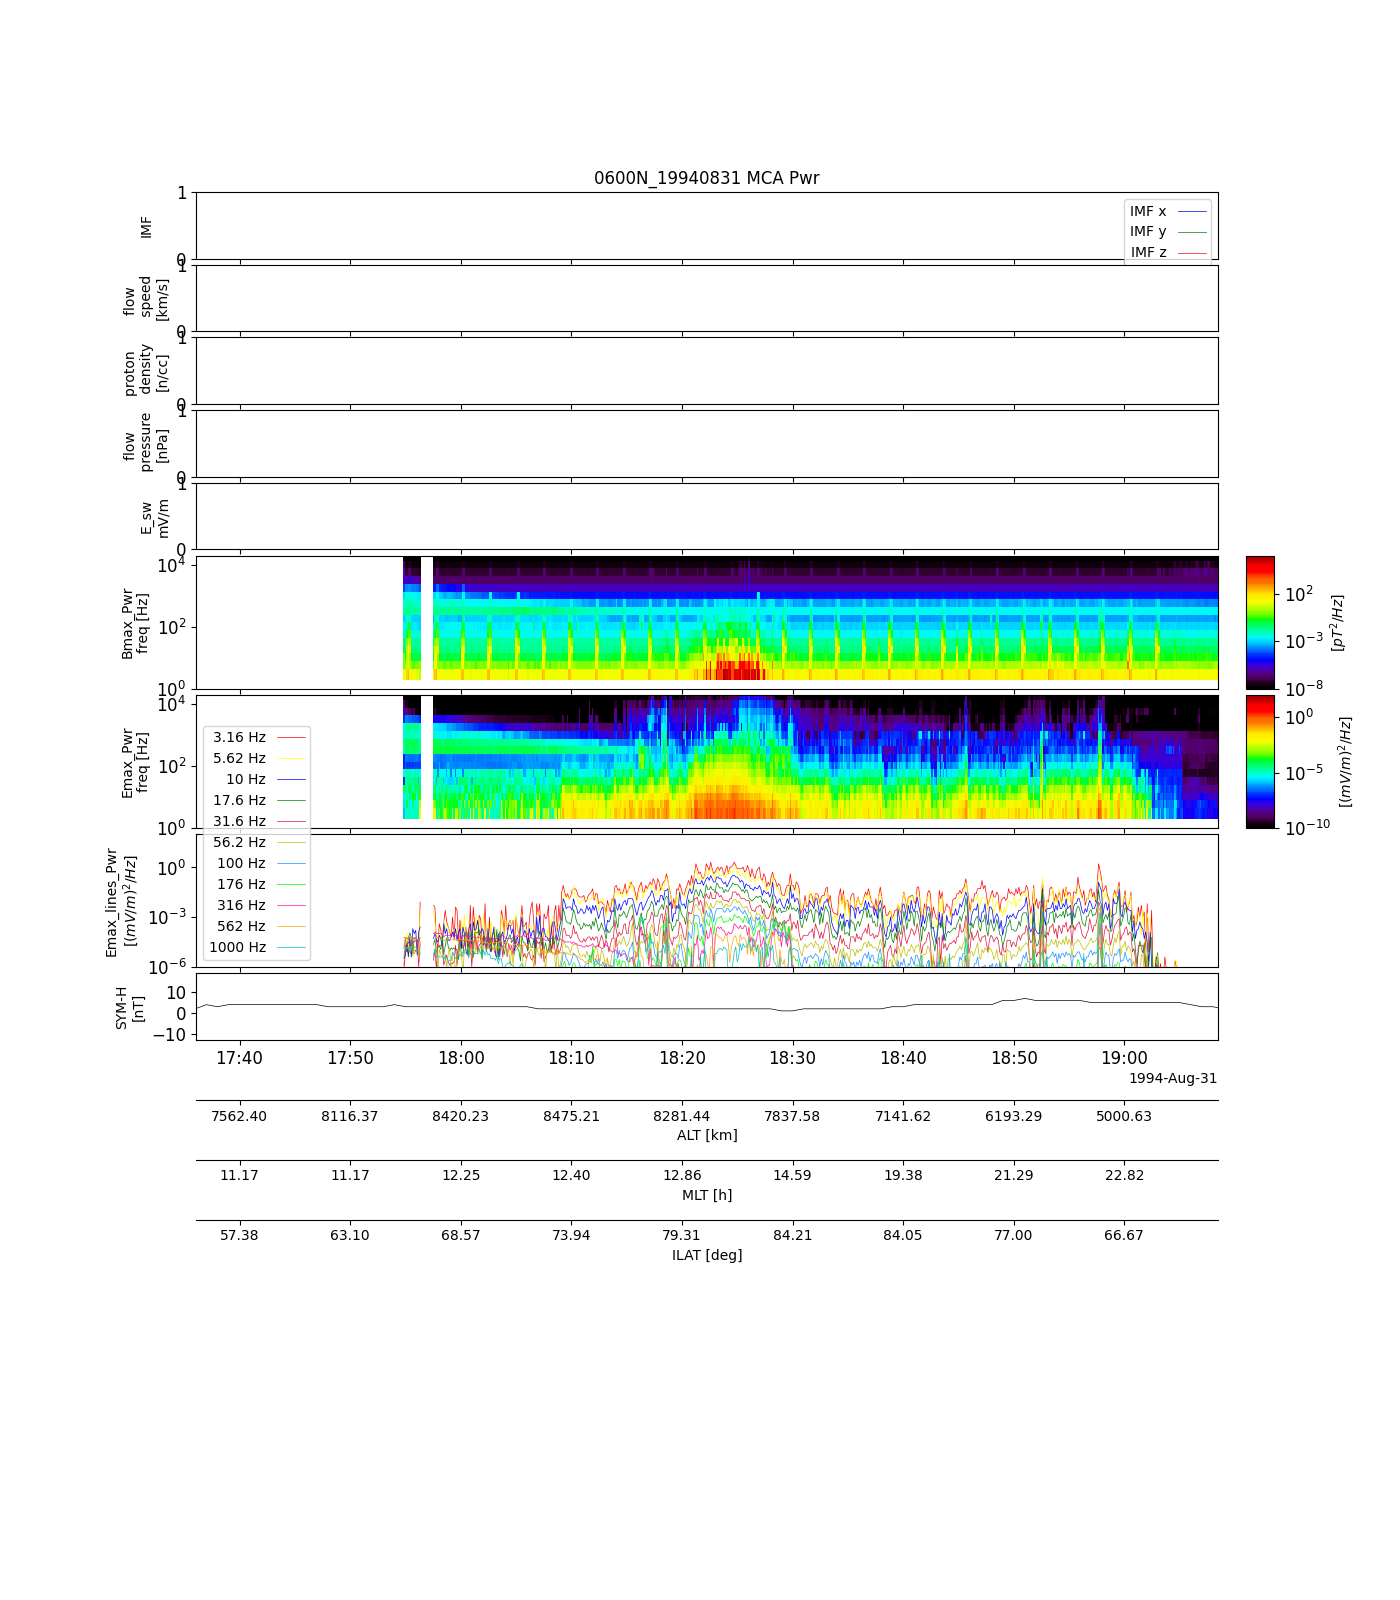 0600N_19940831 MCA Pwr
1
IMF
0
IMF x
IMF y
IMF z
1
flow
speed
[km/s]
0
1
proton
density
[n/cc]
0
1
flow
pressure
[nPa]
0
1
E_sw
mV/m
0
10^4
10^2
10^0
Bmax_Pwr
freq [Hz]
10^2
10^-3
10^-8
[pT^2/Hz]
10^4
10^2
10^0
Emax_Pwr
freq [Hz]
10^0
10^-5
10^-10
[(mV/m)^2/Hz]
3.16 Hz
5.62 Hz
10 Hz
17.6 Hz
31.6 Hz
56.2 Hz
100 Hz
176 Hz
316 Hz
562 Hz
1000 Hz
10^0
10^-3
10^-6
Emax_lines_Pwr
[(mV/m)^2/Hz]
10
0
−10
SYM-H
[nT]
17:40 17:50 18:00 18:10 18:20 18:30 18:40 18:50 19:00
1994-Aug-31
7562.40 8116.37 8420.23 8475.21 8281.44 7837.58 7141.62 6193.29 5000.63
ALT [km]
11.17 11.17 12.25 12.40 12.86 14.59 19.38 21.29 22.82
MLT [h]
57.38 63.10 68.57 73.94 79.31 84.21 84.05 77.00 66.67
ILAT [deg]